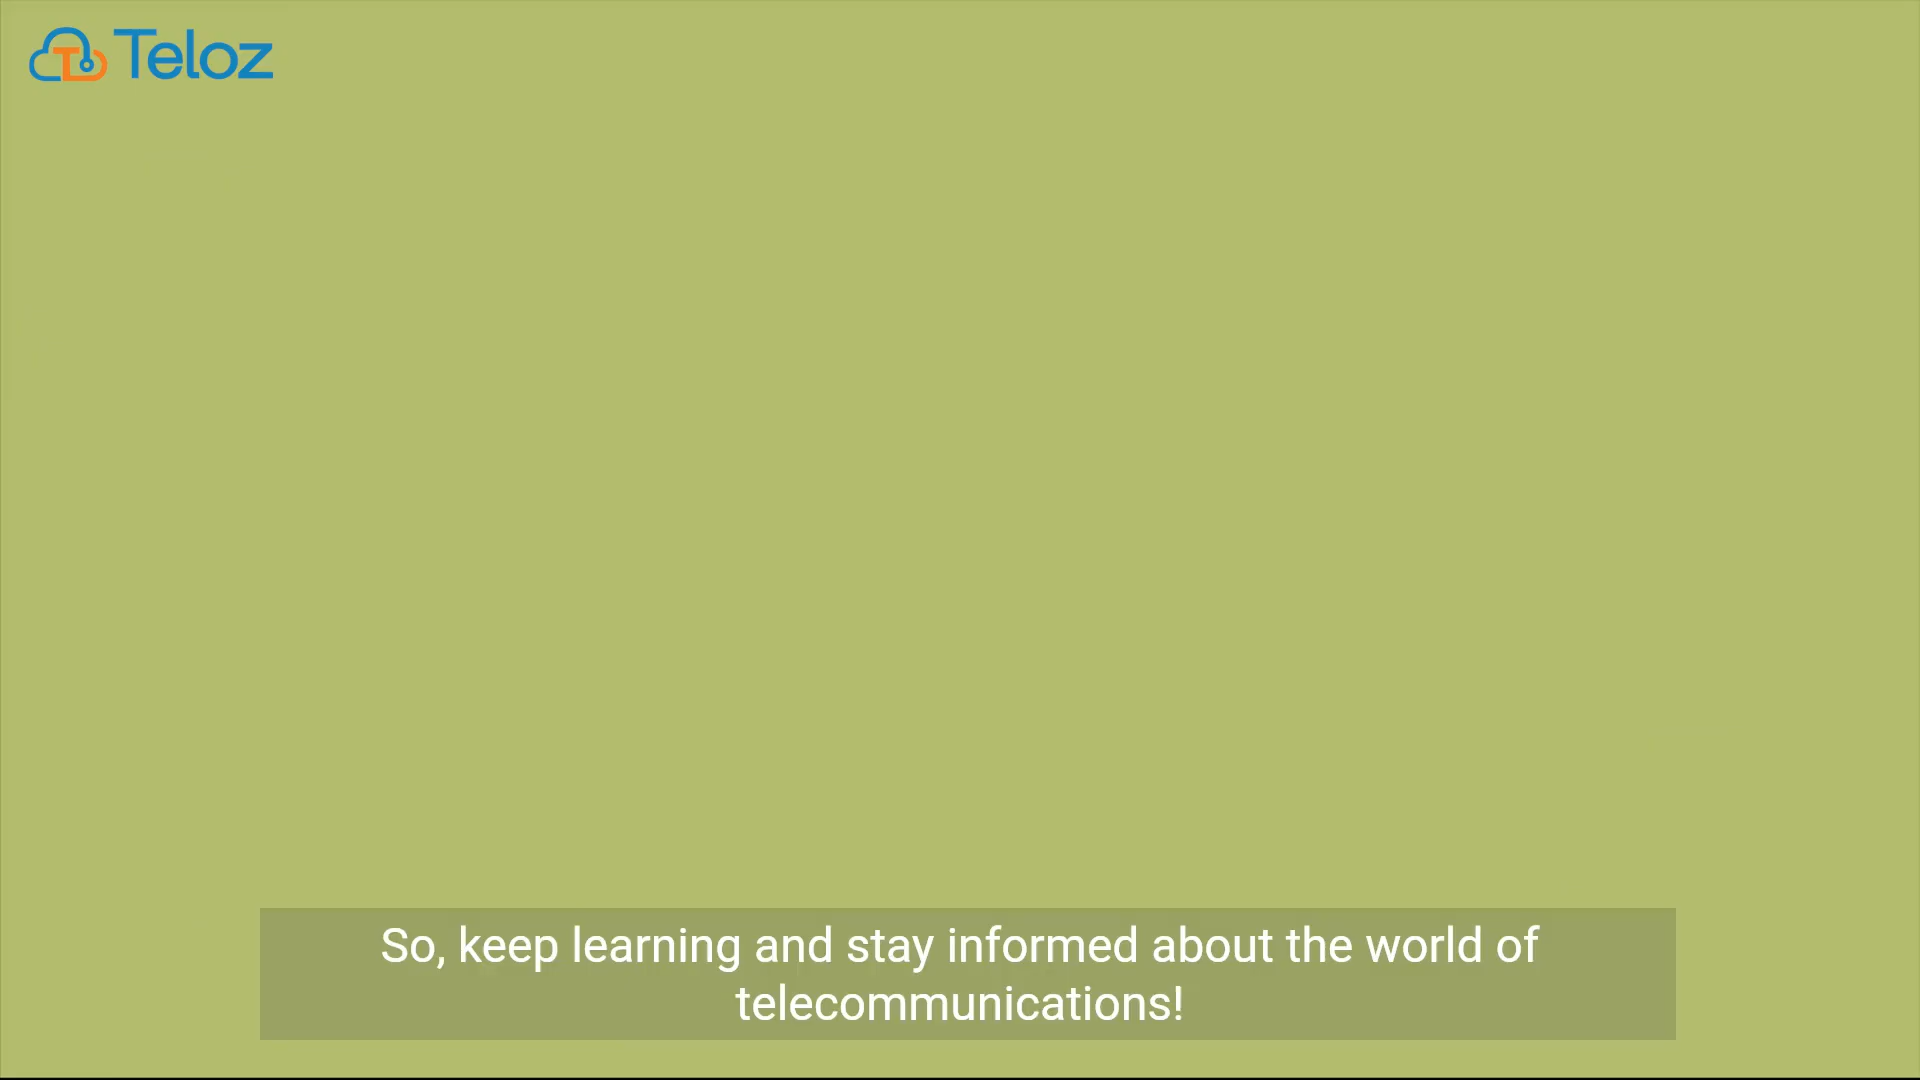 Teloz
So, keep learning and stay informed about the world of
telecommunications!